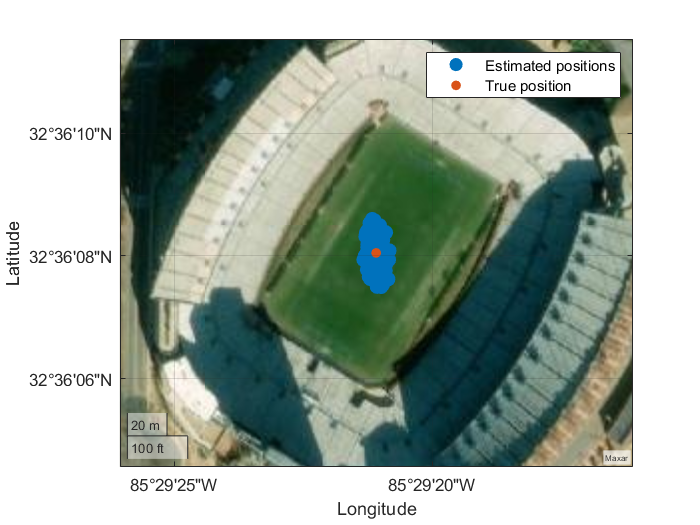 Estimated positions
True position
32°36'10"N
32°36'08"N
32°36'06"N
Latitude
20 m
100 ft
Maxar
85°29'25"W
85°29'20"W
Longitude